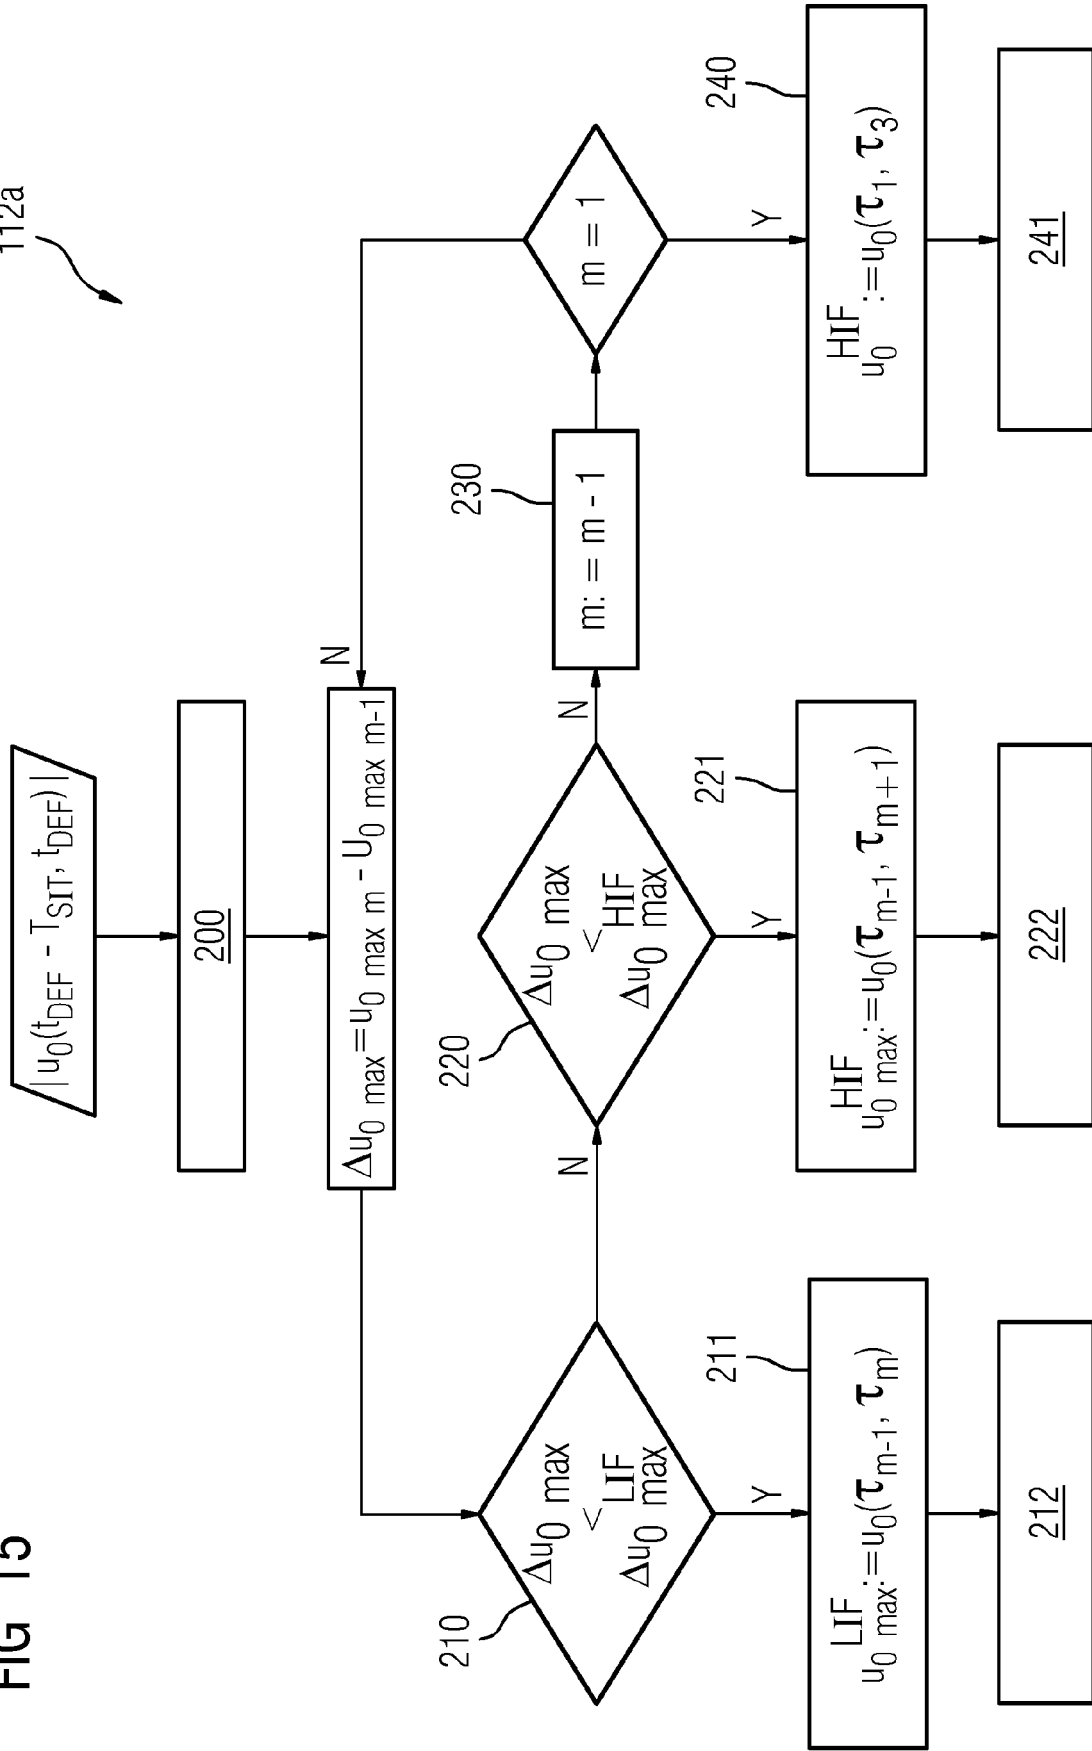 FIG 15
112a
|u0(tDEF - TSIT, tDEF)|
200
Δu0 max=u0 max m - U0 max m-1
N
210
Δu0 max
<
LIF
Δu0 max
N
220
Δu0 max
<
HIF
Δu0 max
N
230
m: = m - 1
m = 1
Y
Y
Y
211
LIF
u0 max:=u0(τm-1, τm)
221
HIF
u0 max:=u0(τm-1, τm+1)
240
HIF
u0 :=u0(τ1, τ3)
212
222
241